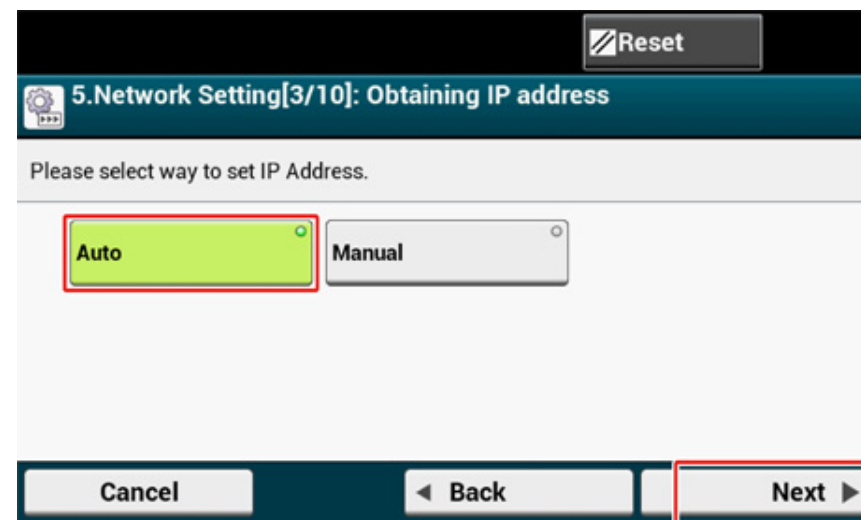 Reset
5.Network Setting[3/10]: Obtaining IP address
Please select way to set IP Address.
Auto
Manual
Cancel
Back
Next